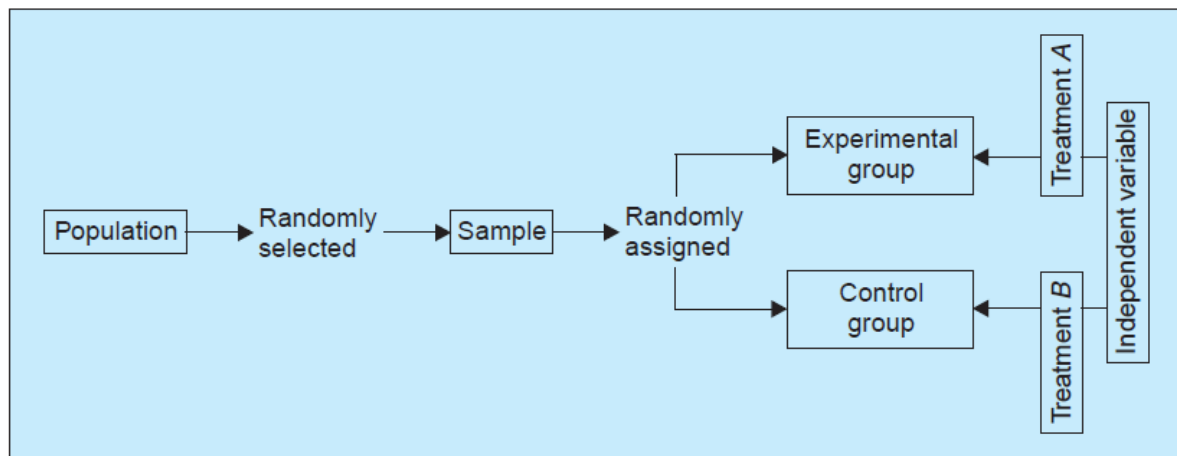 Population
Randomly
selected
Sample
Randomly
assigned
Experimental
group
Control
group
Treatment A
Treatment B
Independent variable